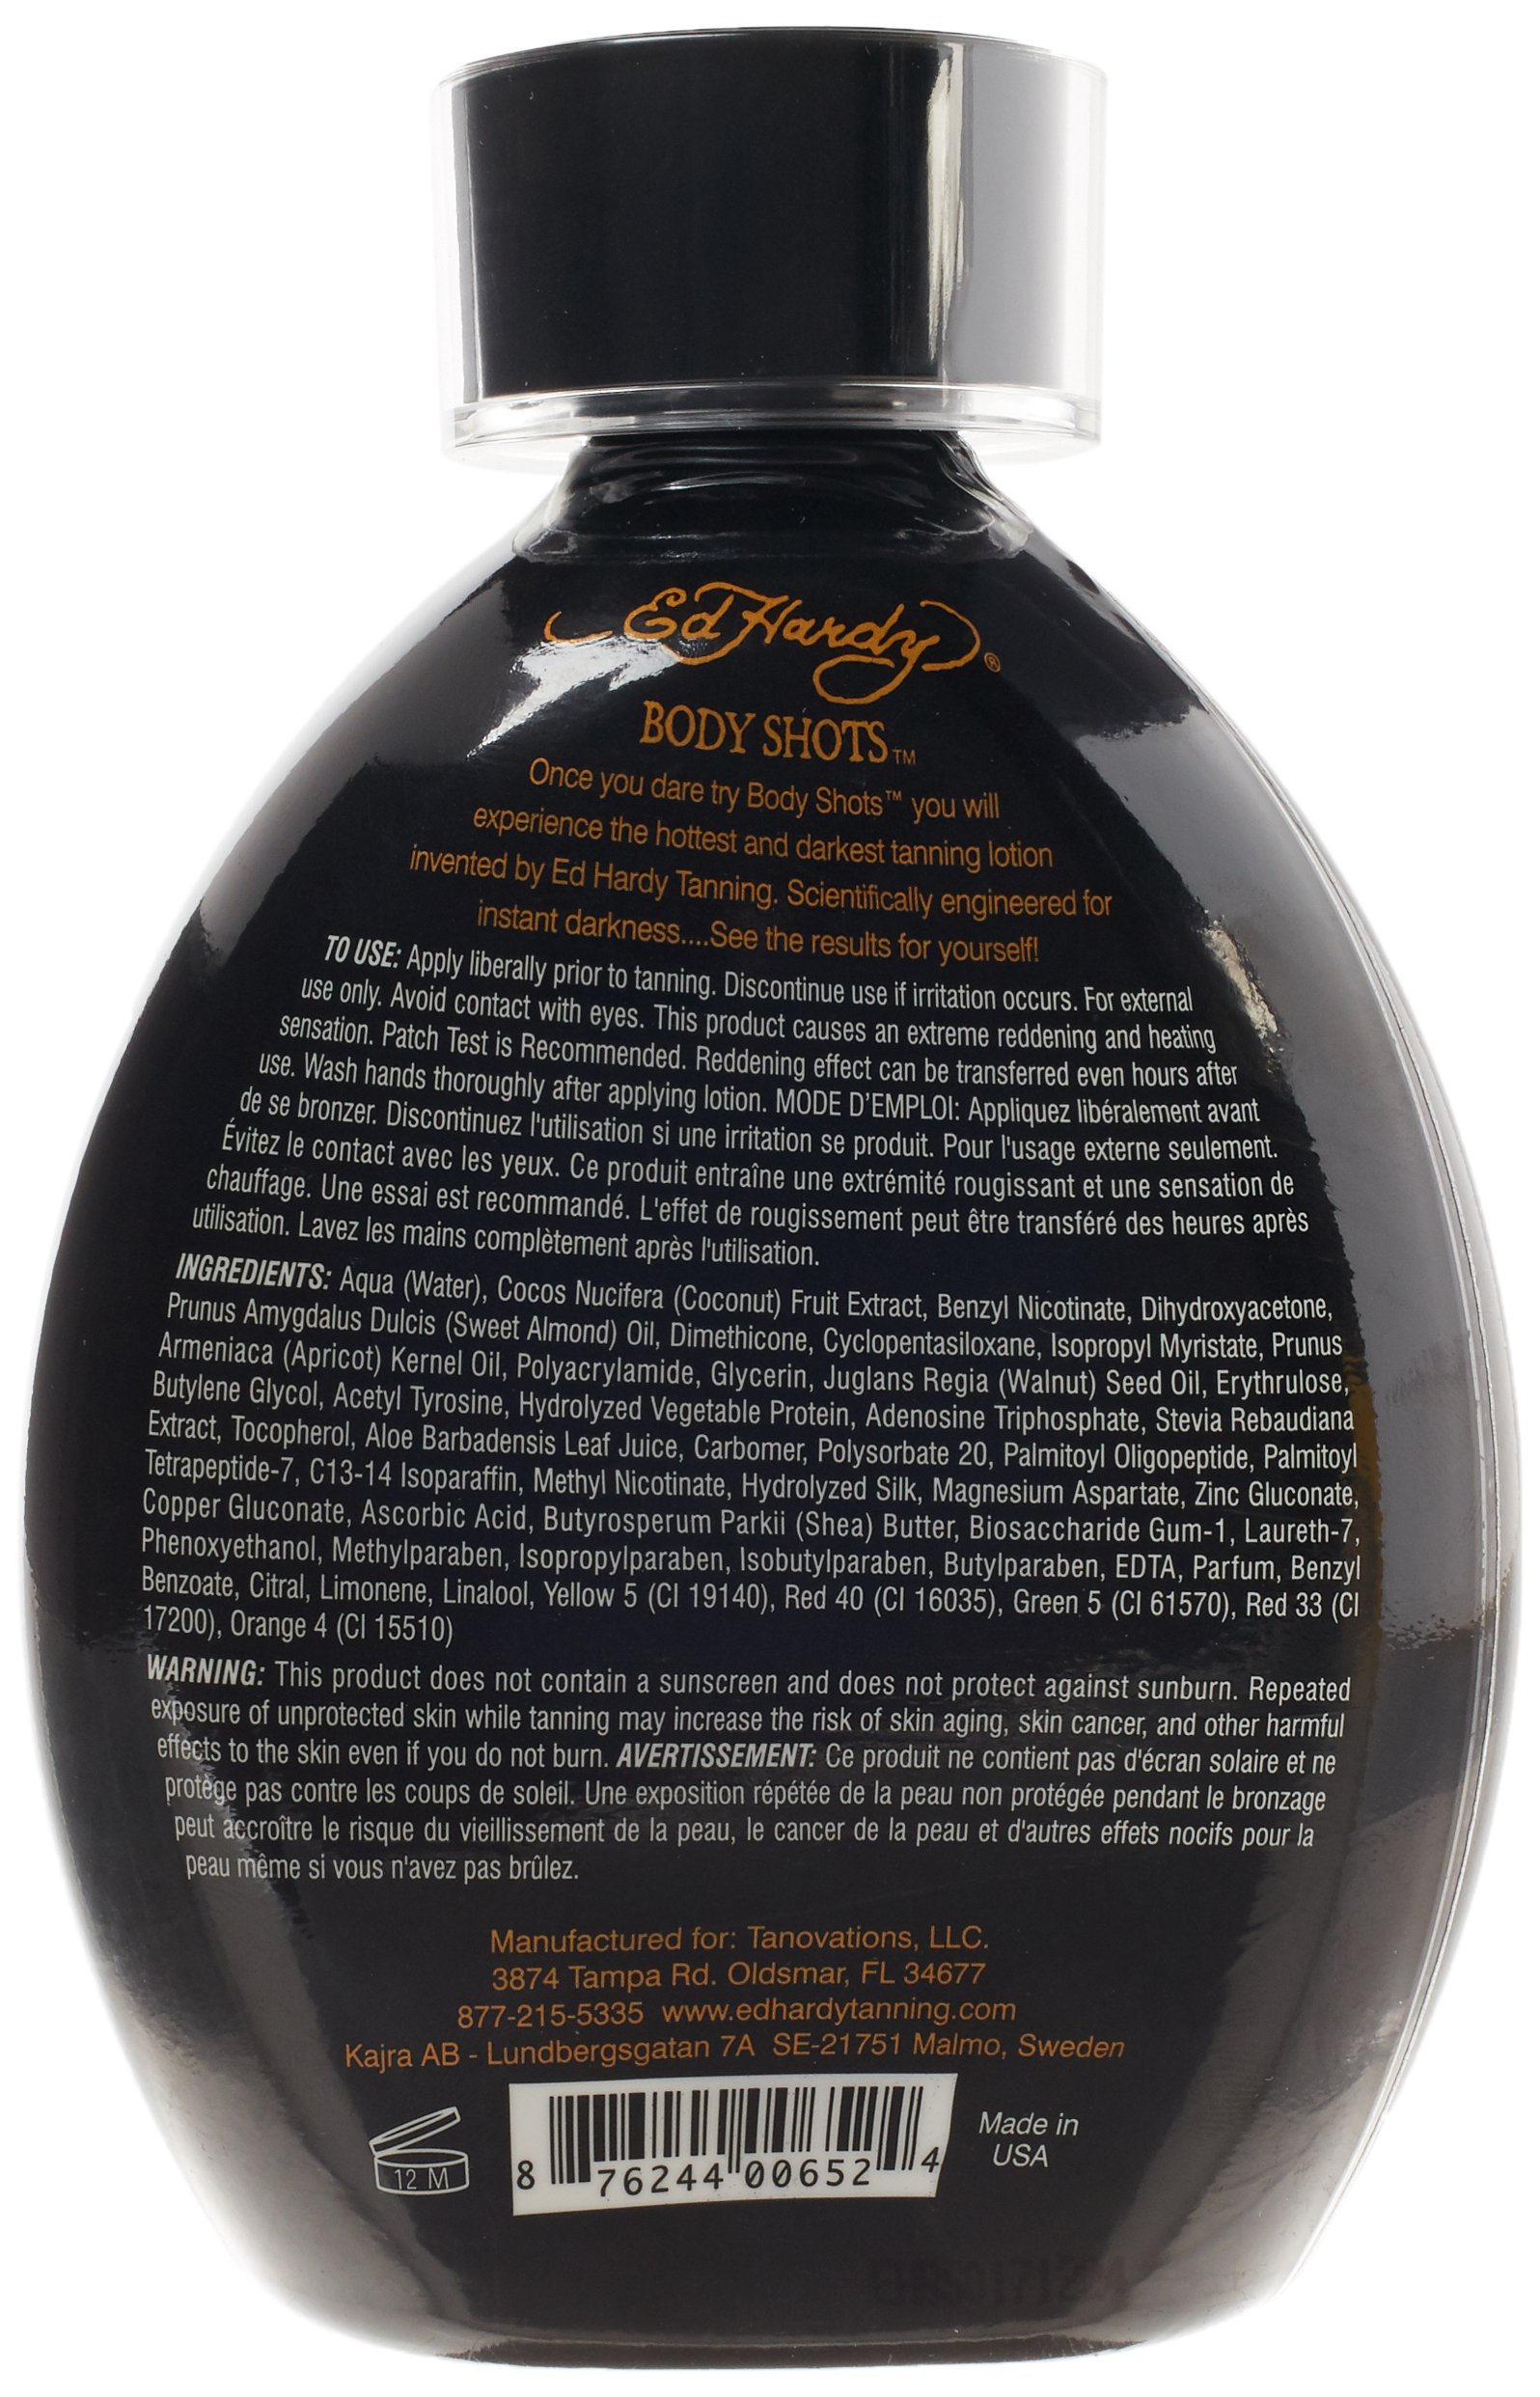 Ed Hardy®
BODY SHOTS™
Once you dare try Body Shots™ you will
experience the hottest and darkest tanning lotion
invented by Ed Hardy Tanning. Scientifically engineered for
instant darkness....See the results for yourself!
TO USE: Apply liberally prior to tanning. Discontinue use if irritation occurs. For external
use only. Avoid contact with eyes. This product causes an extreme reddening and heating
sensation. Patch Test is Recommended. Reddening effect can be transferred even hours after
use. Wash hands thoroughly after applying lotion. MODE D'EMPLOI: Appliquez libéralement avant
de se bronzer. Discontinuez l'utilisation si une irritation se produit. Pour l'usage externe seulement.
Évitez le contact avec les yeux. Ce produit entraîne une extrémité rougissant et une sensation de
chauffage. Une essai est recommandé. L'effet de rougissement peut être transféré des heures après
utilisation. Lavez les mains complètement après l'utilisation.
INGREDIENTS: Aqua (Water), Cocos Nucifera (Coconut) Fruit Extract, Benzyl Nicotinate, Dihydroxyacetone,
Prunus Amygdalus Dulcis (Sweet Almond) Oil, Dimethicone, Cyclopentasiloxane, Isopropyl Myristate, Prunus
Armeniaca (Apricot) Kernel Oil, Polyacrylamide, Glycerin, Juglans Regia (Walnut) Seed Oil, Erythrulose,
Butylene Glycol, Acetyl Tyrosine, Hydrolyzed Vegetable Protein, Adenosine Triphosphate, Stevia Rebaudiana
Extract, Tocopherol, Aloe Barbadensis Leaf Juice, Carbomer, Polysorbate 20, Palmitoyl Oligopeptide, Palmitoyl
Tetrapeptide-7, C13-14 Isoparaffin, Methyl Nicotinate, Hydrolyzed Silk, Magnesium Aspartate, Zinc Gluconate,
Copper Gluconate, Ascorbic Acid, Butyrosperum Parkii (Shea) Butter, Biosaccharide Gum-1, Laureth-7,
Phenoxyethanol, Methylparaben, Isopropylparaben, Isobutylparaben, Butylparaben, EDTA, Parfum, Benzyl
Benzoate, Citral, Limonene, Linalool, Yellow 5 (CI 19140), Red 40 (CI 16035), Green 5 (CI 61570), Red 33 (CI
17200), Orange 4 (CI 15510)
WARNING: This product does not contain a sunscreen and does not protect against sunburn. Repeated
exposure of unprotected skin while tanning may increase the risk of skin aging, skin cancer, and other harmful
effects to the skin even if you do not burn. AVERTISSEMENT: Ce produit ne contient pas d'écran solaire et ne
protège pas contre les coups de soleil. Une exposition répétée de la peau non protégée pendant le bronzage
peut accroître le risque du vieillissement de la peau, le cancer de la peau et d'autres effets nocifs pour la
peau même si vous n'avez pas brûlez.
Manufactured for: Tanovations, LLC.
3874 Tampa Rd. Oldsmar, FL 34677
877-215-5335 www.edhardytanning.com
Kajra AB - Lundbergsgatan 7A SE-21751 Malmo, Sweden
12 M
8 76244 00652 4
Made in
USA